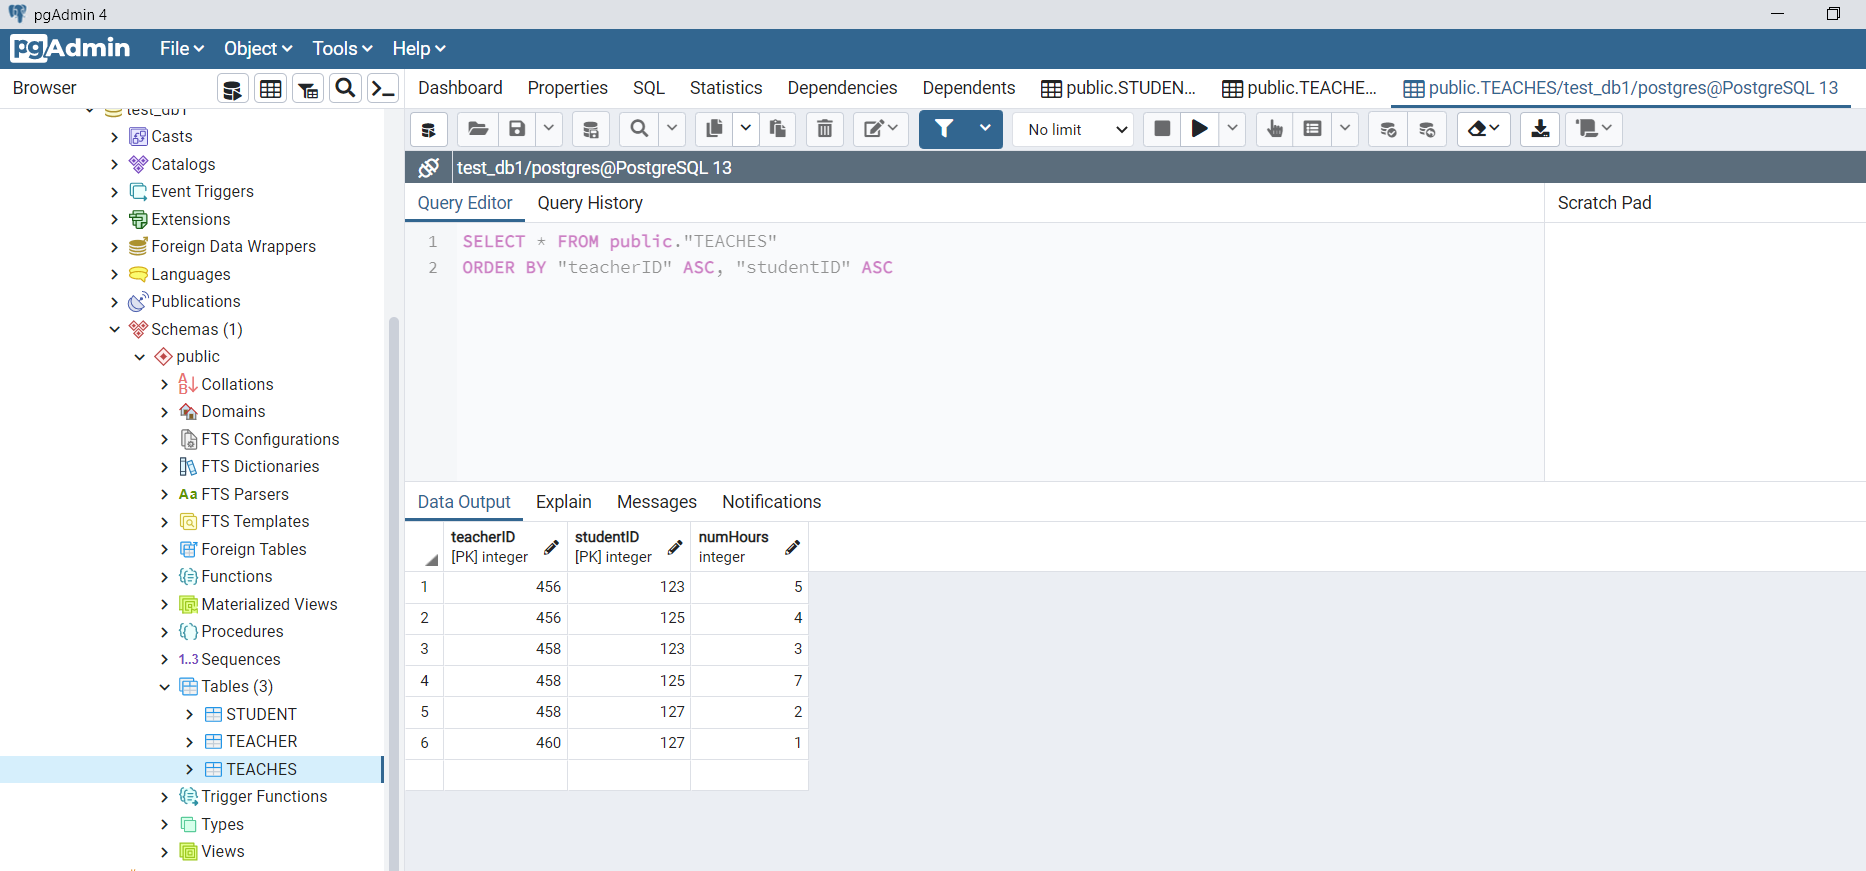 pgAdmin 4
pgAdmin File Object Tools Help
Browser
Dashboard Properties SQL Statistics Dependencies Dependents public.STUDEN... public.TEACHE... public.TEACHES/test_db1/postgres@PostgreSQL 13
No limit
test_db1/postgres@PostgreSQL 13
Query Editor Query History
Scratch Pad
1 SELECT * FROM public."TEACHES"
2 ORDER BY "teacherID" ASC, "studentID" ASC
test_db1
Casts
Catalogs
Event Triggers
Extensions
Foreign Data Wrappers
Languages
Publications
Schemas (1)
public
Collations
Domains
FTS Configurations
FTS Dictionaries
Aa FTS Parsers
FTS Templates
Foreign Tables
Functions
Materialized Views
Procedures
1..3 Sequences
Tables (3)
STUDENT
TEACHER
TEACHES
Trigger Functions
Types
Views
Data Output Explain Messages Notifications
teacherID studentID numHours
[PK] integer [PK] integer integer
1 456 123 5
2 456 125 4
3 458 123 3
4 458 125 7
5 458 127 2
6 460 127 1